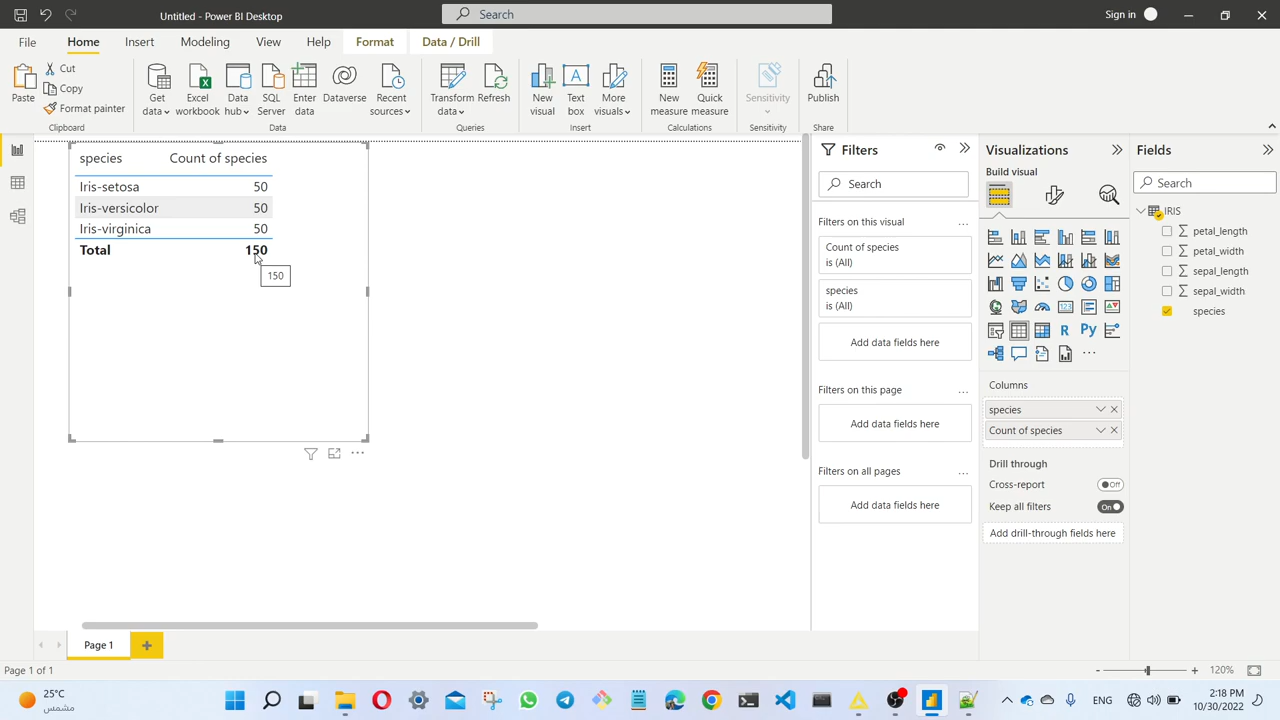 Untitled - Power BI Desktop
Search
Sign in
File
Home
Insert
Modeling
View
Help
Format
Data / Drill
Paste
Cut
Copy
Format painter
Clipboard
Get data
Excel workbook
Data hub
SQL Server
Enter data
Dataverse
Recent sources
Data
Transform data
Refresh
Queries
New visual
Text box
More visuals
Insert
New measure
Quick measure
Calculations
Sensitivity
Sensitivity
Publish
Share
species Count of species
Iris-setosa 50
Iris-versicolor 50
Iris-virginica 50
Total 150
150
Filters
Search
Filters on this visual
Count of species
is (All)
species
is (All)
Add data fields here
Filters on this page
Add data fields here
Filters on all pages
Add data fields here
Visualizations
Build visual
R
Py
123
Columns
species
Count of species
Drill through
Cross-report
Off
Keep all filters
On
Add drill-through fields here
Fields
Search
IRIS
petal_length
petal_width
sepal_length
sepal_width
species
Page 1
Page 1 of 1
120%
25°C
مشمس
ENG
2:18 PM
10/30/2022